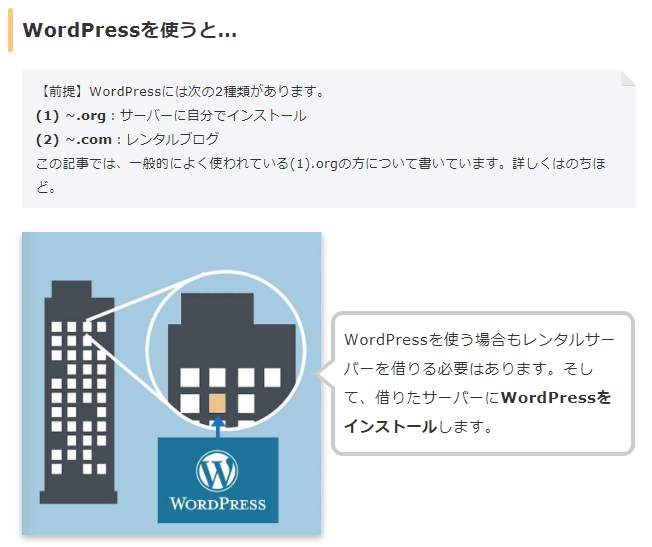 WordPressを使うと...
【前提】WordPressには次の2種類があります。
(1) ~.org：サーバーに自分でインストール
(2) ~.com：レンタルブログ
この記事では、一般的によく使われている(1).orgの方について書いています。詳しくはのちほ
ど。
WordPressを使う場合もレンタルサー
バーを借りる必要はあります。そし
て、借りたサーバーにWordPressを
インストールします。
WORDPRESS